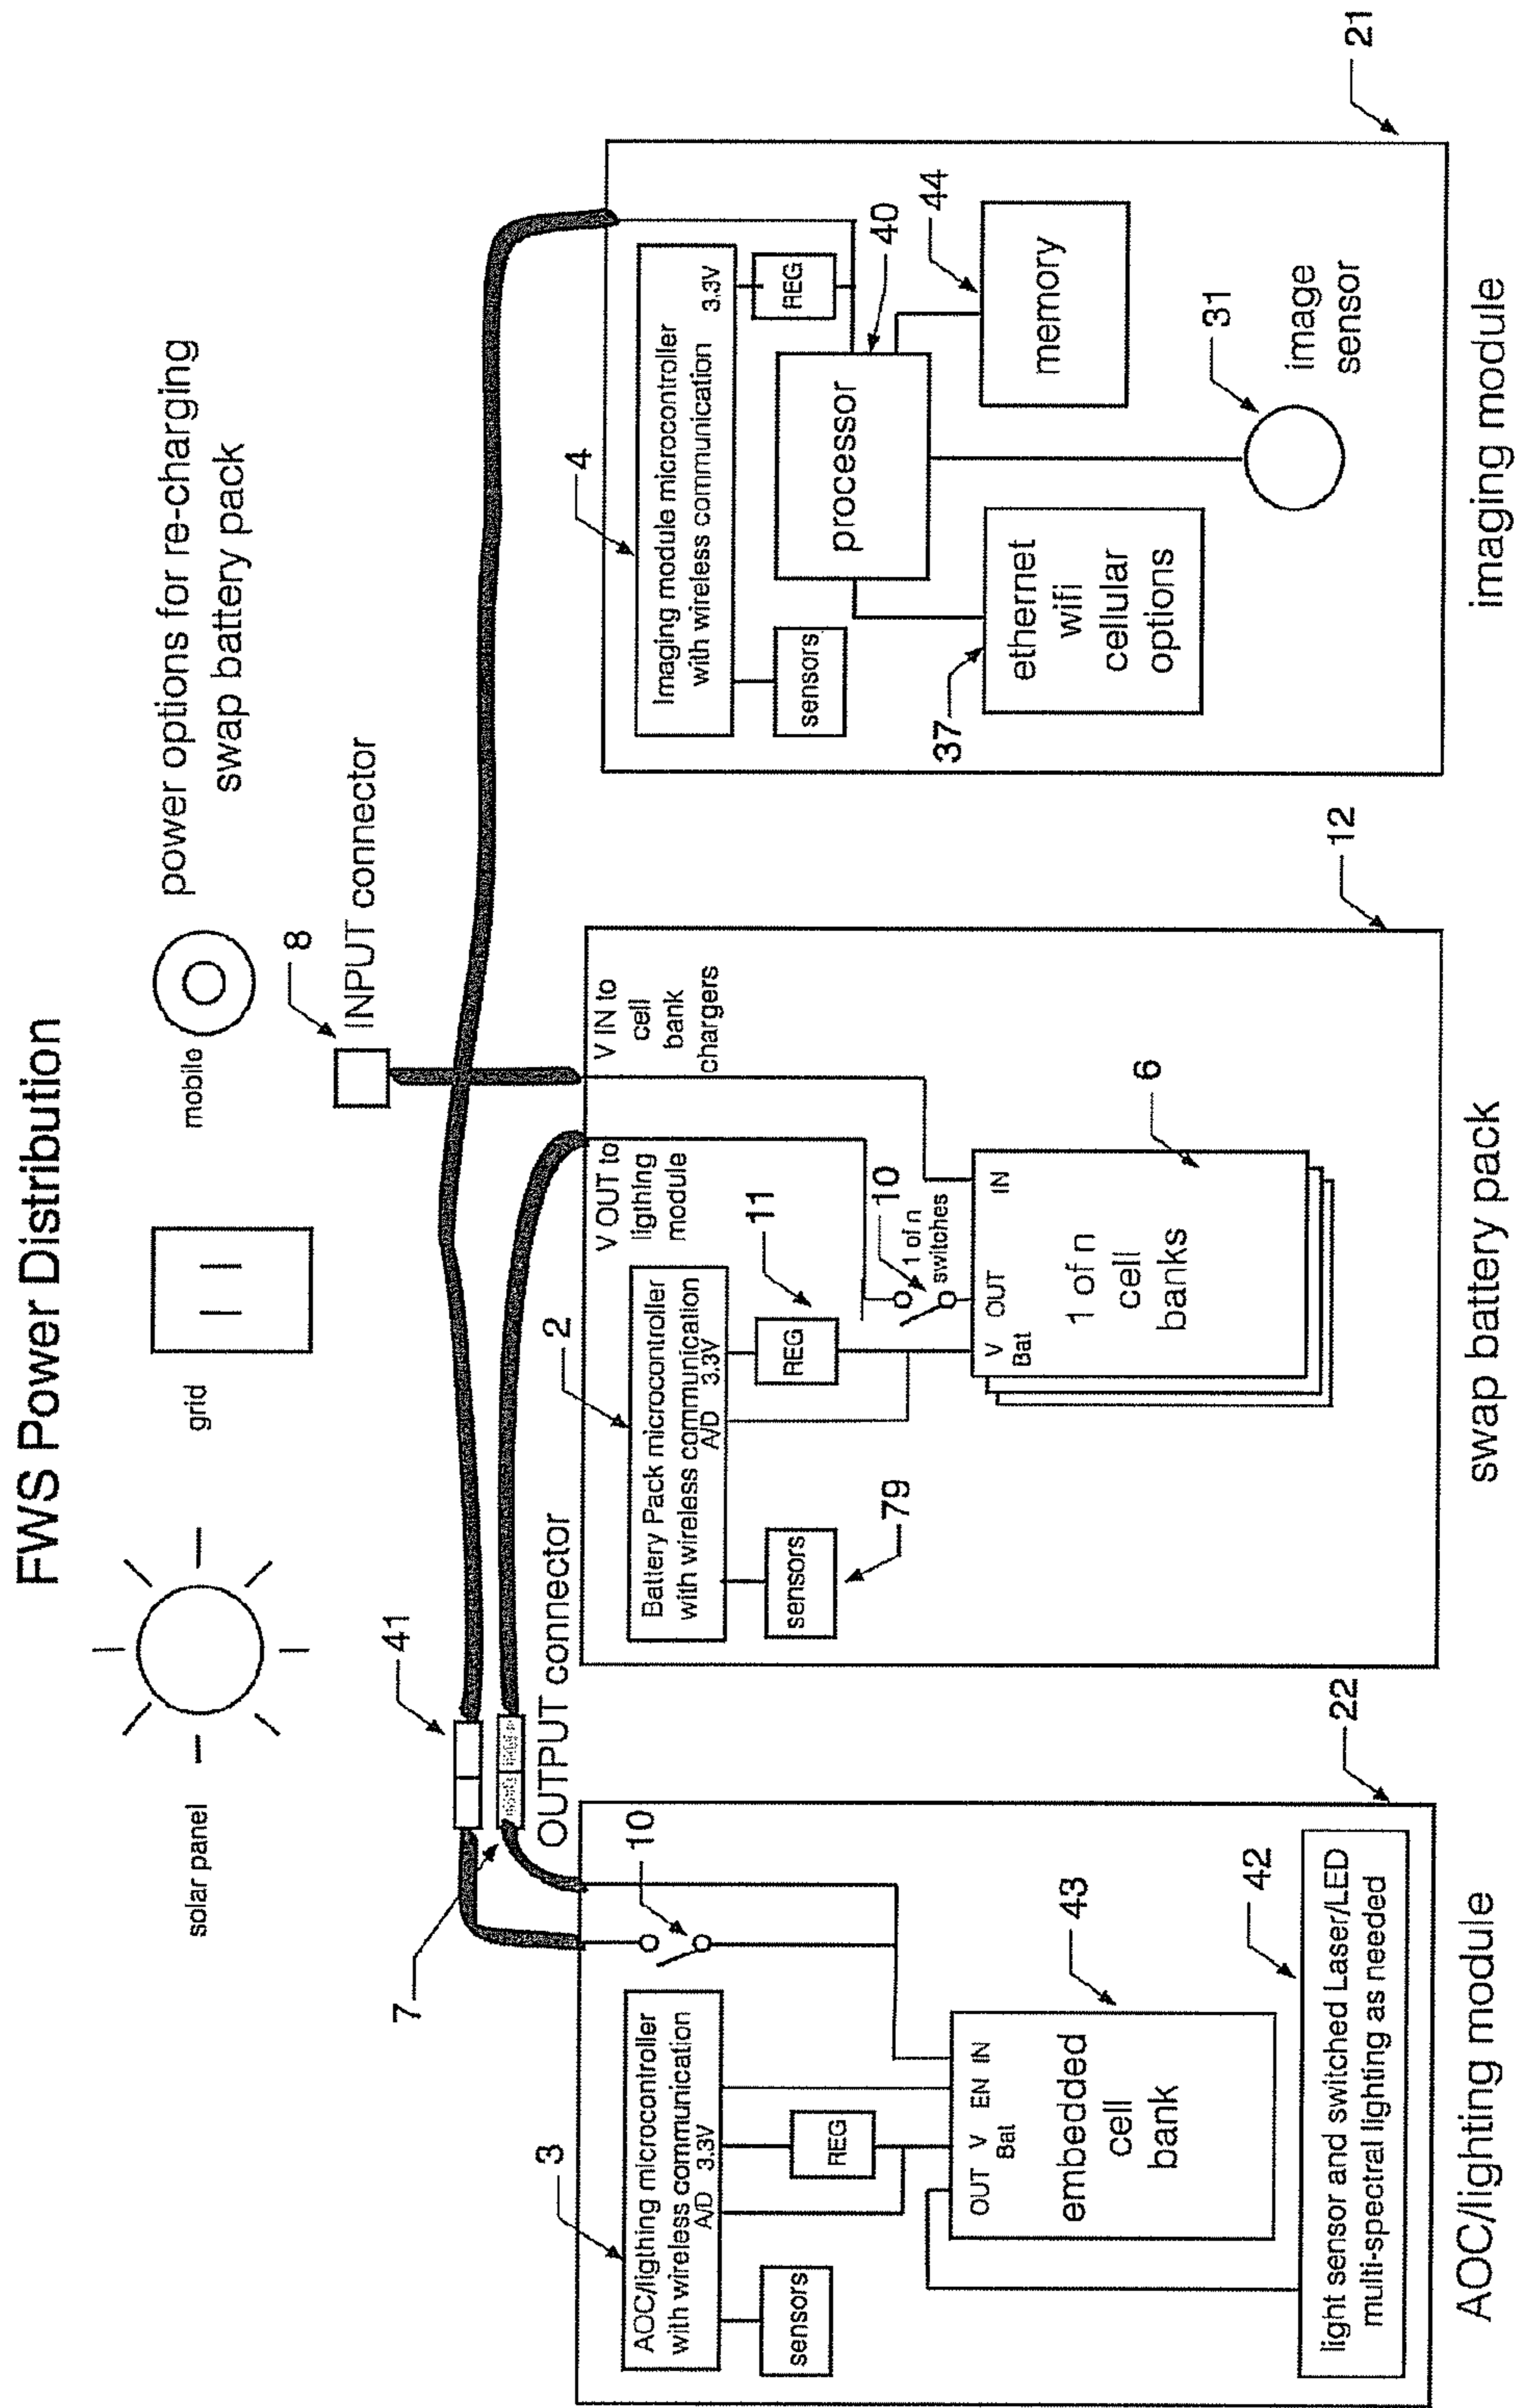 FWS Power Distribution
solar panel
grid
mobile
power options for re-charging
swap battery pack
8
INPUT connector
41
7
OUTPUT connector
3
AOC/ligthing microcontroller
with wireless communication
A/D 3.3V
sensors
REG
10
OUT V EN IN
Bat
embedded
cell
bank
43
42
light sensor and switched Laser/LED
multi-spectral lighting as needed
22
AOC/lighting module
V OUT to
ligthing
module
V IN to
cell
bank
chargers
2
Battery Pack microcontroller
with wireless communication
A/D 3.3V
sensors
79
REG
11
10
1 of n
switches
V OUT IN
Bat
1 of n
cell
banks
6
12
swap battery pack
4
Imaging module microcontroller
with wireless communication 3.3V
sensors
REG
processor
40
44
memory
37
ethernet
wifi
cellular
options
31
image
sensor
21
imaging module